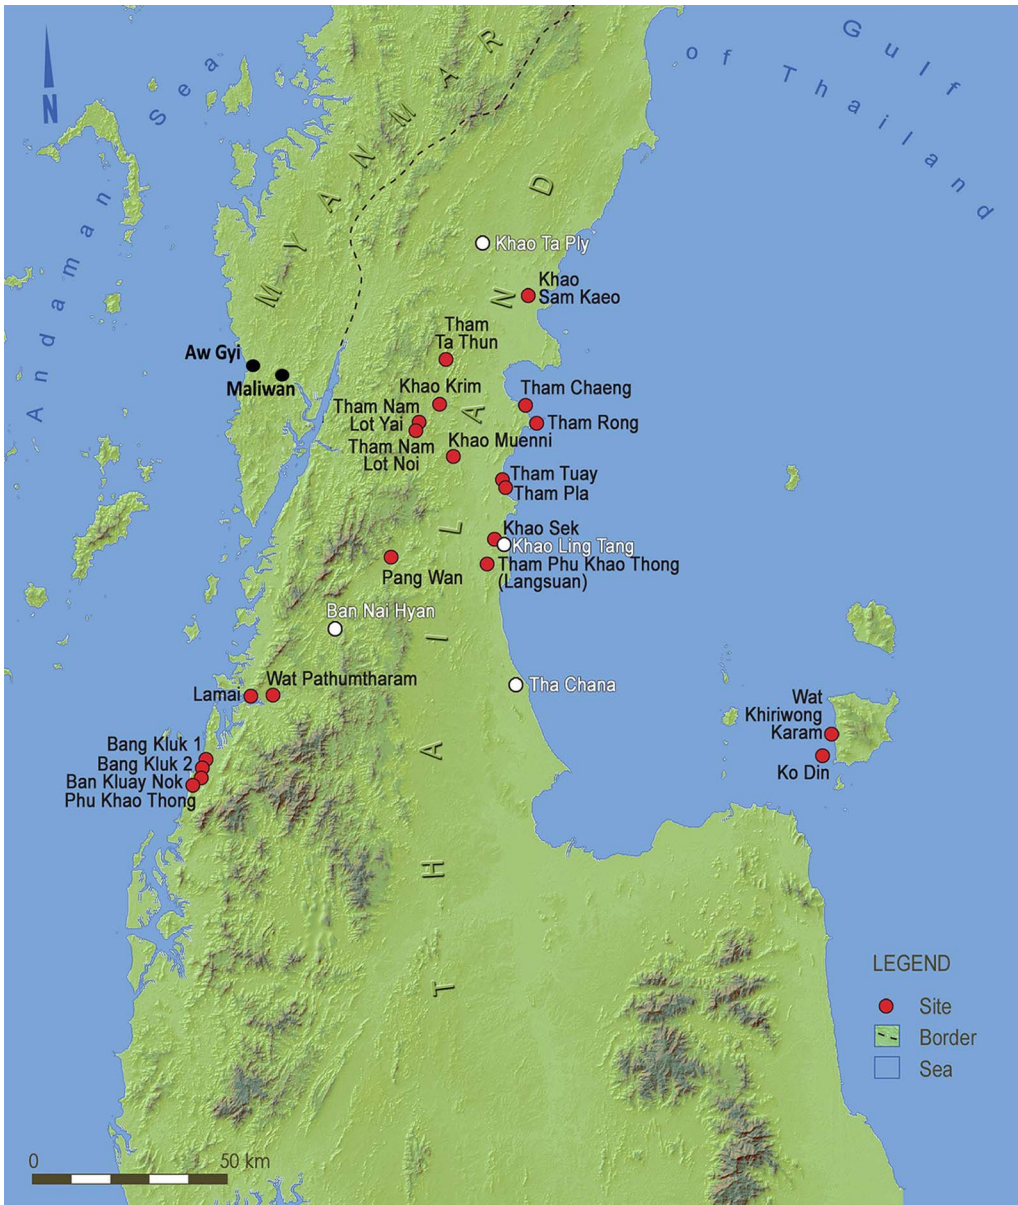 N
Andaman Sea
Gulf
of Thailand
MYANMAR
THAILAND
Khao Ta Ply
Khao
Sam Kaeo
Tham
Ta Thun
Aw Gyi
Maliwan
Khao Krim
Tham Chaeng
Tham Nam
Lot Yai
Tham Rong
Tham Nam
Lot Noi
Khao Muenni
Tham Tuay
Tham Pla
Khao Sek
Khao Ling Tang
Tham Phu Khao Thong
(Langsuan)
Pang Wan
Ban Nai Hyan
Wat Pathumtharam
Lamai
Tha Chana
Wat
Khiriwong
Karam
Ko Din
Bang Kluk 1
Bang Kluk 2
Ban Kluay Nok
Phu Khao Thong
LEGEND
Site
Border
Sea
0 50 km